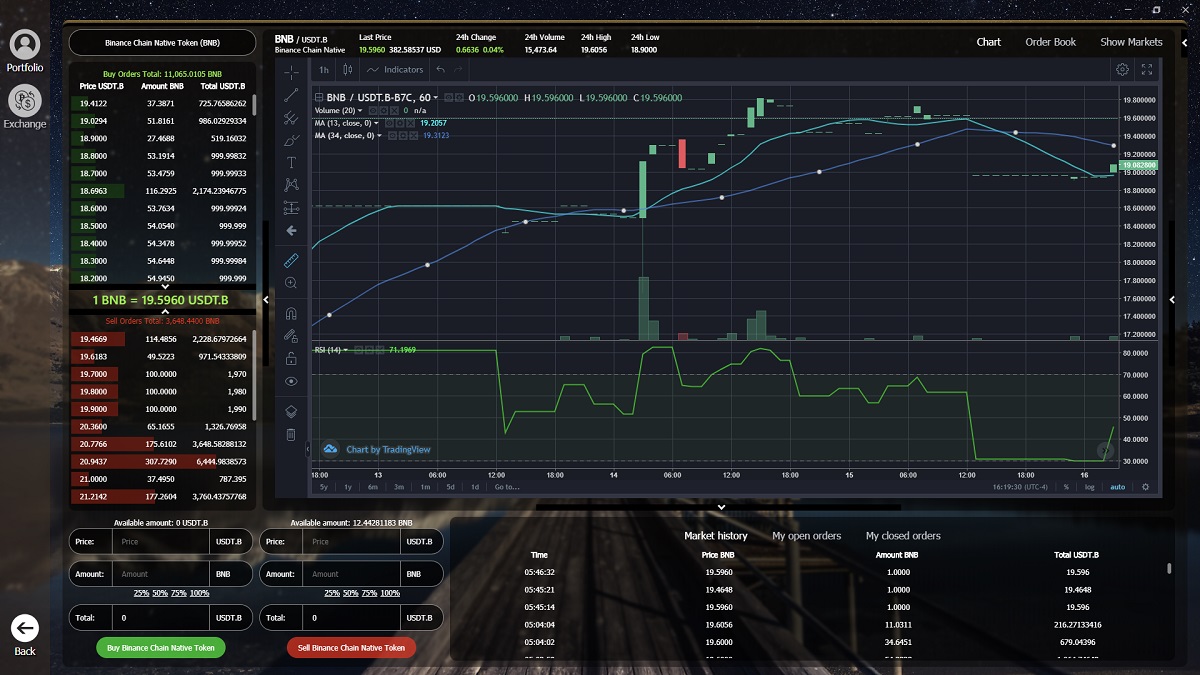 Portfolio
Exchange
Back
Binance Chain Native Token (BNB)
Buy Orders Total: 11,065.0105 BNB
Price USDT.B Amount BNB Total USDT.B
19.4122 37.3871 725.76586262
19.0294 51.8161 986.02929334
18.9000 27.4688 519.16032
18.8000 53.1914 999.99832
18.7000 53.4759 999.99933
18.6963 116.2925 2,174.23946775
18.6000 53.7634 999.99924
18.5000 54.0540 999.999
18.4000 54.3478 999.99952
18.3000 54.6448 999.99984
18.2000 54.9450 999.999
1 BNB = 19.5960 USDT.B
Sell Orders Total: 3,648.4400 BNB
19.4669 114.4856 2,228.67972664
19.6183 49.5223 971.54333809
19.7000 100.0000 1,970
19.8000 100.0000 1,980
19.9000 100.0000 1,990
20.3600 65.1655 1,326.76958
20.7766 175.6102 3,648.58288132
20.9437 307.7290 6,444.9838573
21.0000 37.4950 787.395
21.2142 177.2604 3,760.43757768
BNB / USDT.B
Binance Chain Native
Last Price
19.5960 382.58537 USD
24h Change
0.6636 0.04%
24h Volume
15,473.64
24h High
19.6056
24h Low
18.9000
Chart Order Book Show Markets
1h Indicators
BNB / USDT.B-B7C, 60 O19.596000 H19.596000 L19.596000 C19.596000
Volume (20) 0 n/a
MA (13, close, 0) 19.2057
MA (34, close, 0) 19.3123
19.800000
19.600000
19.400000
19.200000
19.082800
19.000000
18.800000
18.600000
18.400000
18.200000
18.000000
17.800000
17.600000
17.400000
17.200000
RSI (14) 71.1969
80.0000
70.0000
60.0000
50.0000
40.0000
30.0000
Chart by TradingView
18:00 13 06:00 12:00 18:00 14 06:00 12:00 18:00 15 06:00 12:00 18:00 16
5y 1y 6m 3m 1m 5d 1d Go to... 16:19:30 (UTC-4) % log auto
Available amount: 0 USDT.B
Price: Price USDT.B
Amount: Amount BNB
25% 50% 75% 100%
Total: 0 USDT.B
Buy Binance Chain Native Token
Available amount: 12.44281183 BNB
Price: Price USDT.B
Amount: Amount BNB
25% 50% 75% 100%
Total: 0 USDT.B
Sell Binance Chain Native Token
Market history My open orders My closed orders
Time Price BNB Amount BNB Total USDT.B
05:46:32 19.5960 1.0000 19.596
05:45:21 19.4648 1.0000 19.4648
05:45:14 19.5960 1.0000 19.596
05:04:04 19.6056 11.0311 216.27133416
05:04:02 19.6000 34.6451 679.04396